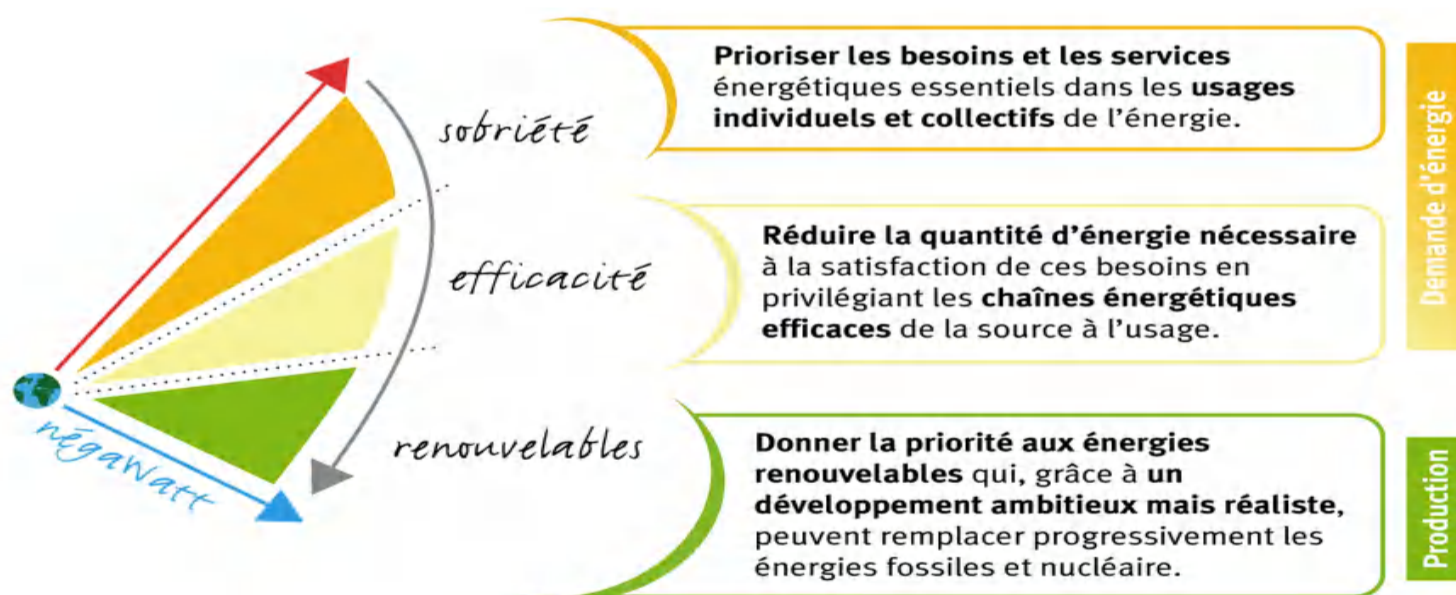 sobriété
Prioriser les besoins et les services
énergétiques essentiels dans les usages
individuels et collectifs de l'énergie.
efficacité
Réduire la quantité d'énergie nécessaire
à la satisfaction de ces besoins en
privilégiant les chaînes énergétiques
efficaces de la source à l'usage.
Demande d'énergie
négawatt
renouvelables
Donner la priorité aux énergies
renouvelables qui, grâce à un
développement ambitieux mais réaliste,
peuvent remplacer progressivement les
énergies fossiles et nucléaire.
Production